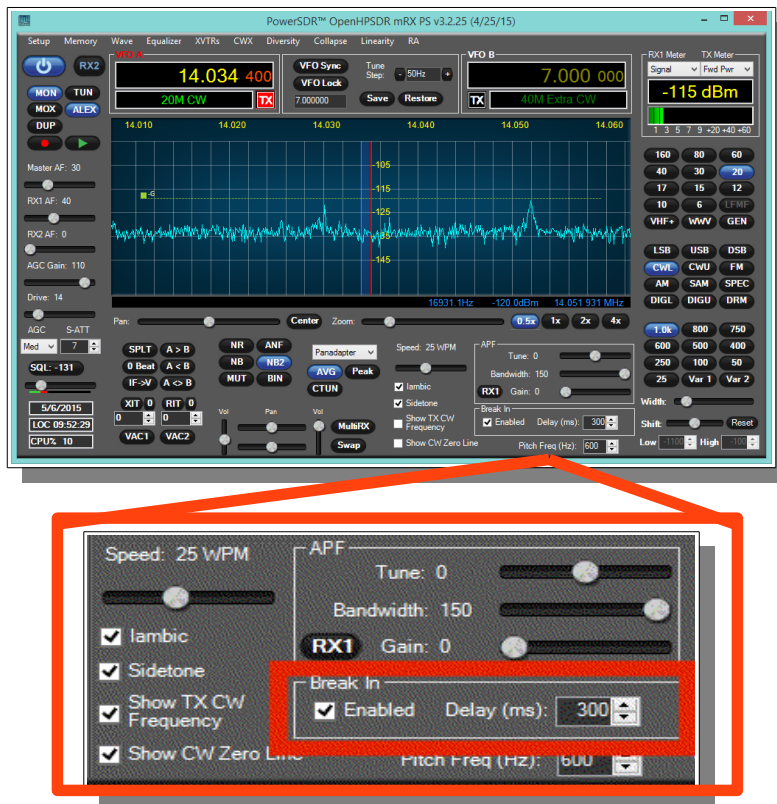 PowerSDR™ OpenHPSDR mRX PS v3.2.25 (4/25/15)
Setup Memory Wave Equalizer XVTRs CWX Diversity Collapse Linearity RA
VFO A
14.034 400
20M CW TX
VFO Sync
VFO Lock
7.000000
Tune
Step: - 50Hz +
Save Restore
VFO B
7.000 000
TX 40M Extra CW
RX1 Meter TX Meter
Signal Fwd Pwr
-115 dBm
1 3 5 7 9 +20 +40 +60
RX2
MON TUN
MOX ALEX
DUP
Master AF: 30
RX1 AF: 40
RX2 AF: 0
AGC Gain: 110
Drive: 14
AGC S-ATT
Med 7
SQL: -131
5/6/2015
LOC 09:52:29
CPU% 10
14.010 14.020 14.030 14.040 14.050 14.060
-G
-105
-115
-125
-135
-145
16931.1Hz -120.0dBm 14.051 931 MHz
Pan: Center Zoom: 0.5x 1x 2x 4x
160 80 60
40 30 20
17 15 12
10 6 LFMF
VHF+ WWV GEN
LSB USB DSB
CWL CWU FM
AM SAM SPEC
DIGL DIGU DRM
1.0k 800 750
600 500 400
250 100 50
25 Var 1 Var 2
Width:
Shift: Reset
Low -1100 High -100
SPLT A > B
0 Beat A < B
IF->V A <> B
XIT 0 RIT 0
0 0
VAC1 VAC2
NR ANF
NB NB2
MUT BIN
Panadapter
AVG Peak
CTUN
Vol Pan Vol
MultiRX
Swap
Speed: 25 WPM
Iambic
Sidetone
Show TX CW
Frequency
Show CW Zero Line
APF
Tune: 0
Bandwidth: 150
RX1 Gain: 0
Break In
Enabled Delay (ms): 300
Pitch Freq (Hz): 600
Speed: 25 WPM
Iambic
Sidetone
Show TX CW
Frequency
Show CW Zero Line
APF
Tune: 0
Bandwidth: 150
RX1 Gain: 0
Break In
Enabled Delay (ms): 300
Pitch Freq (Hz): 600